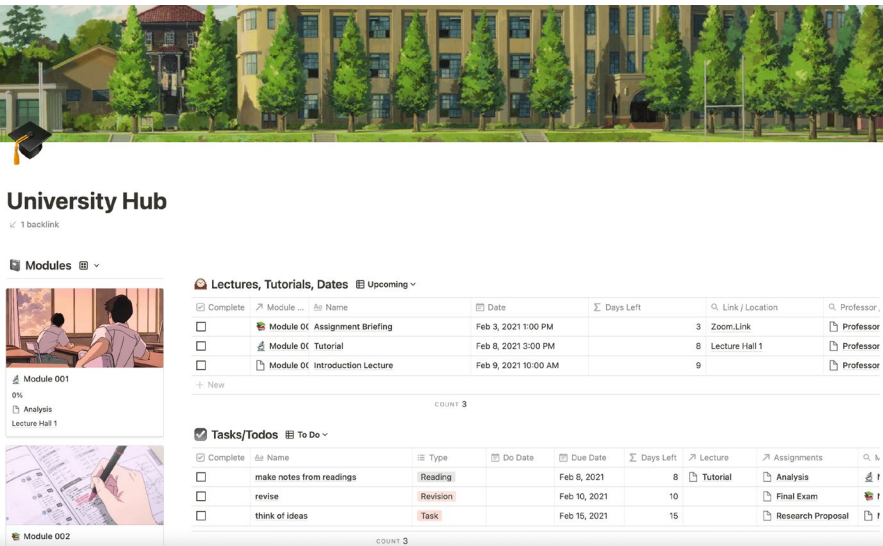 University Hub
1 backlink
Modules
Module 001
0%
Analysis
Lecture Hall 1
Module 002
Lectures, Tutorials, Dates Upcoming
Complete Module ... Name Date Days Left Link / Location Professor
Module 00 Assignment Briefing Feb 3, 2021 1:00 PM 3 Zoom.Link Professor
Module 00 Tutorial Feb 8, 2021 3:00 PM 8 Lecture Hall 1 Professor
Module 00 Introduction Lecture Feb 9, 2021 10:00 AM 9 Professor
+ New
COUNT 3
Tasks/Todos To Do
Complete Name Type Do Date Due Date Days Left Lecture Assignments
make notes from readings Reading Feb 8, 2021 8 Tutorial Analysis
revise Revision Feb 10, 2021 10 Final Exam
think of ideas Task Feb 15, 2021 15 Research Proposal
COUNT 3